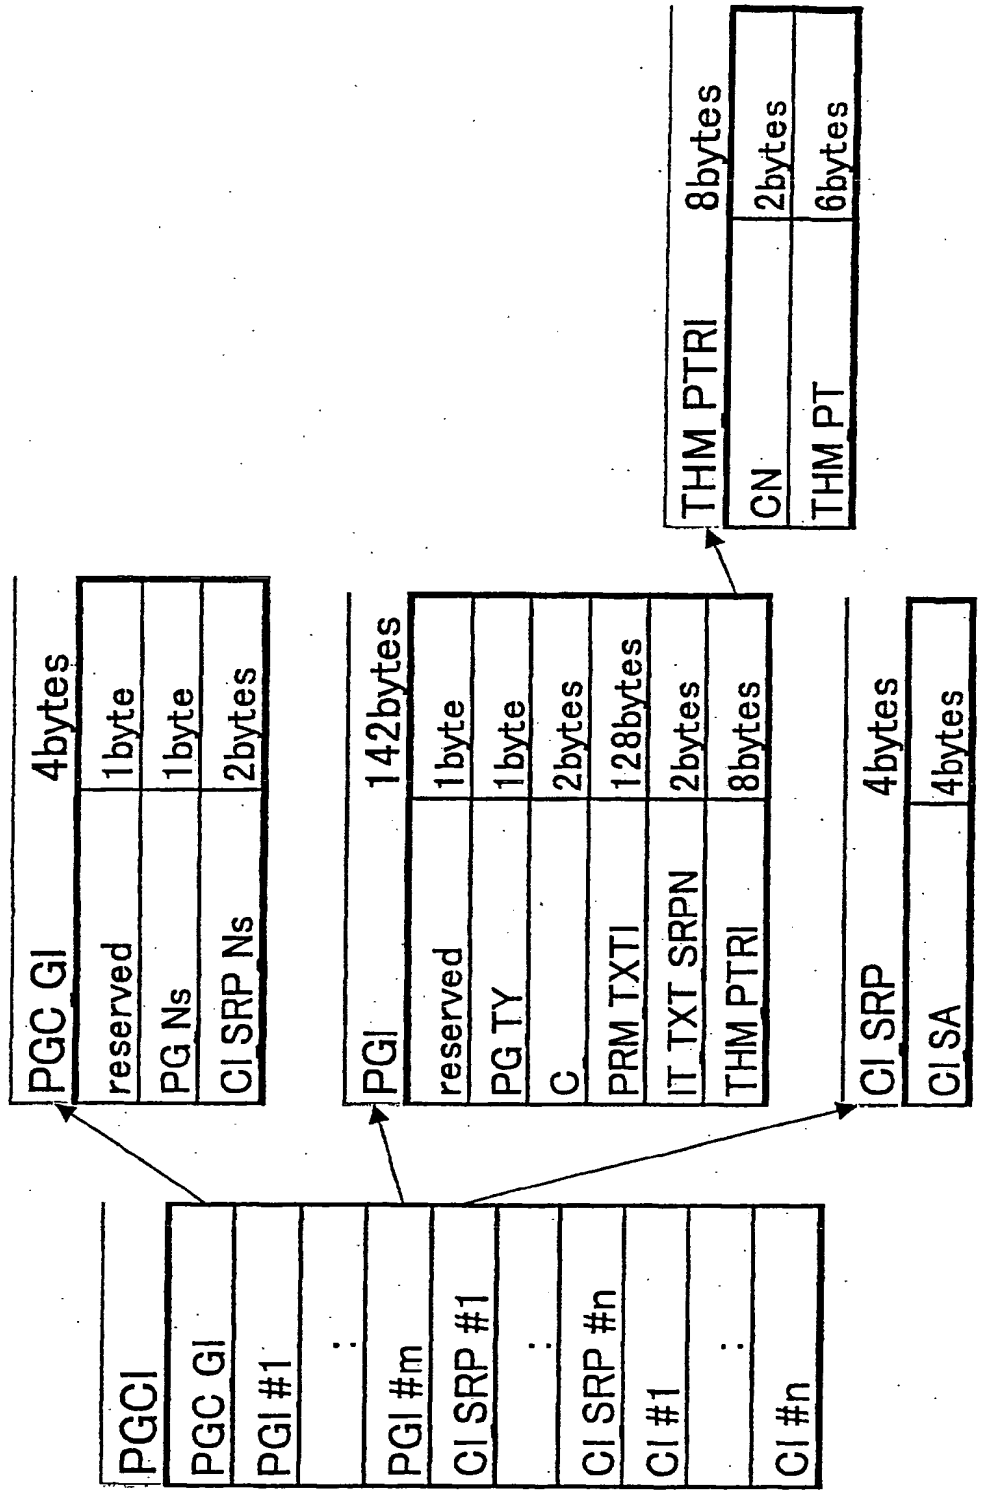 PGCI
PGC GI
PGI #1
:
PGI #m
CI SRP #1
:
CI SRP #n
CI #1
:
CI #n
PGC GI 4bytes
reserved 1byte
PG Ns 1byte
CI SRP Ns 2bytes
PGI 142bytes
reserved 1byte
PG TY 1byte
C 2bytes
PRM TXTI 128bytes
IT TXT SRPN 2bytes
THM PTRI 8bytes
CI SRP 4bytes
CI SA 4bytes
THM PTRI 8bytes
CN 2bytes
THM PT 6bytes